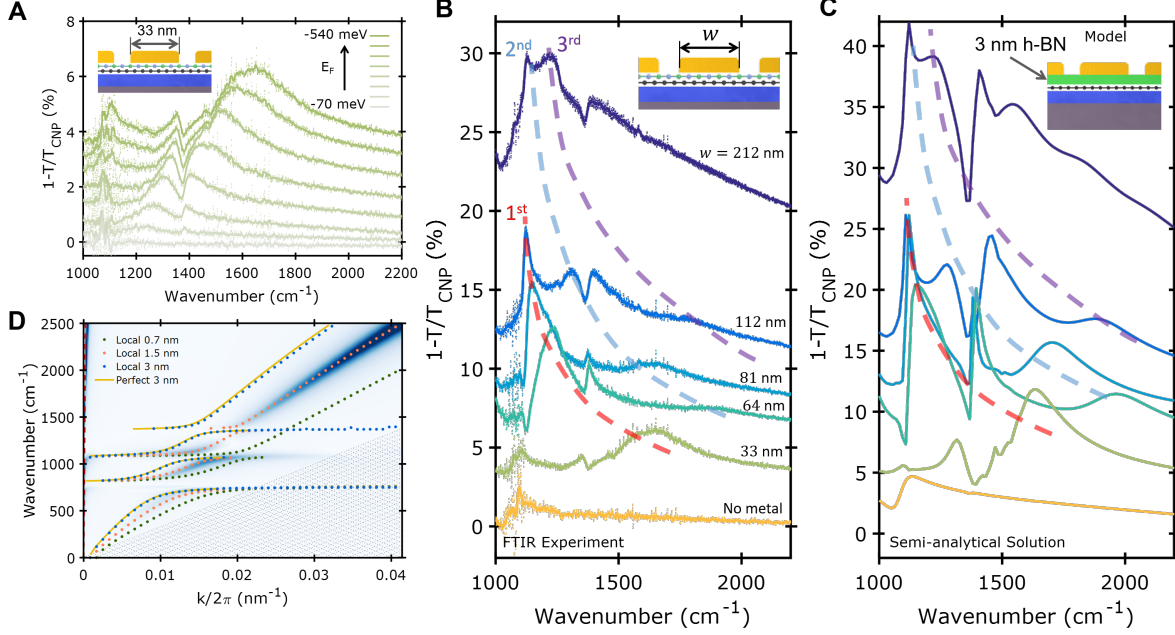 A
33 nm
-540 meV
E_F
-70 meV
8
6
4
2
0
1-T/T_CNP (%)
1000 1200 1400 1600 1800 2000 2200
Wavenumber (cm⁻¹)
B
2nd
3rd
w
w = 212 nm
1st
112 nm
81 nm
64 nm
33 nm
No metal
FTIR Experiment
30
25
20
15
10
5
0
1-T/T_CNP (%)
1000 1500 2000
Wavenumber (cm⁻¹)
C
3 nm h-BN
Model
Semi-analytical Solution
40
35
30
25
20
15
10
5
0
1-T/T_CNP (%)
1000 1500 2000
Wavenumber (cm⁻¹)
D
Local 0.7 nm
Local 1.5 nm
Local 3 nm
Perfect 3 nm
2500
2000
1500
1000
500
0
Wavenumber (cm⁻¹)
0 0.01 0.02 0.03 0.04
k/2π (nm⁻¹)